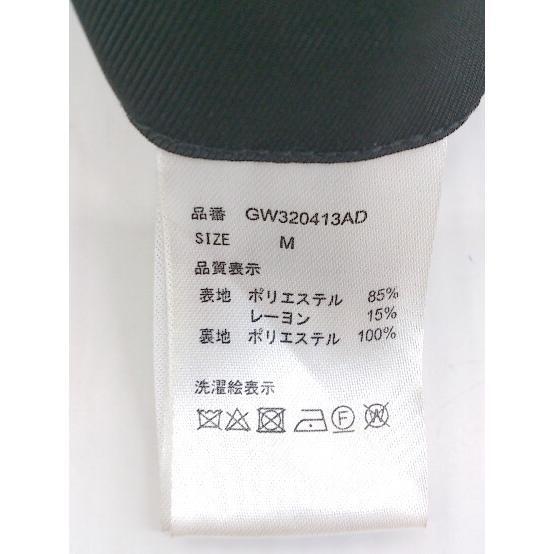 品番 GW320413AD
SIZE M
品質表示
表地 ポリエステル 85%
レーヨン 15%
裏地 ポリエステル 100%
洗濯絵表示
F W